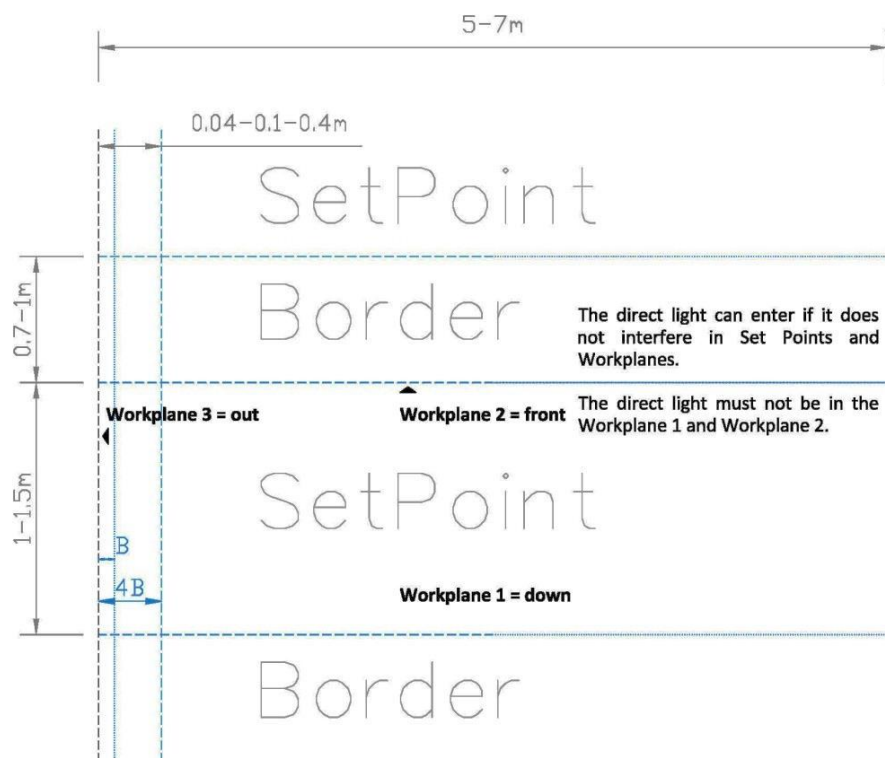 5-7m
0.04-0.1-0.4m
SetPoint
0.7-1m
Border
The direct light can enter if it does
not interfere in Set Points and
Workplanes.
Workplane 3 = out
Workplane 2 = front
The direct light must not be in the
Workplane 1 and Workplane 2.
1-1.5m
SetPoint
B
4B
Workplane 1 = down
Border